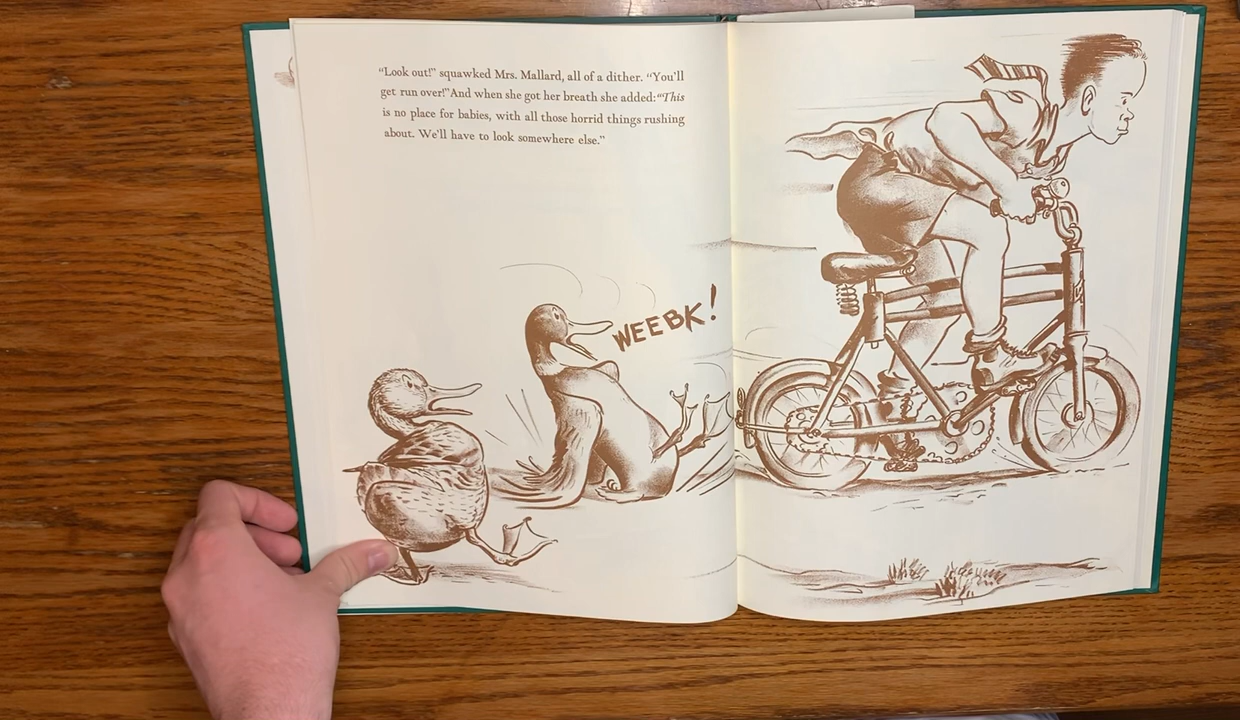 “Look out!” squawked Mrs. Mallard, all of a dither. “You’ll
get run over!” And when she got her breath she added: “This
is no place for babies, with all those horrid things rushing
about. We’ll have to look somewhere else.”
WEEBK!